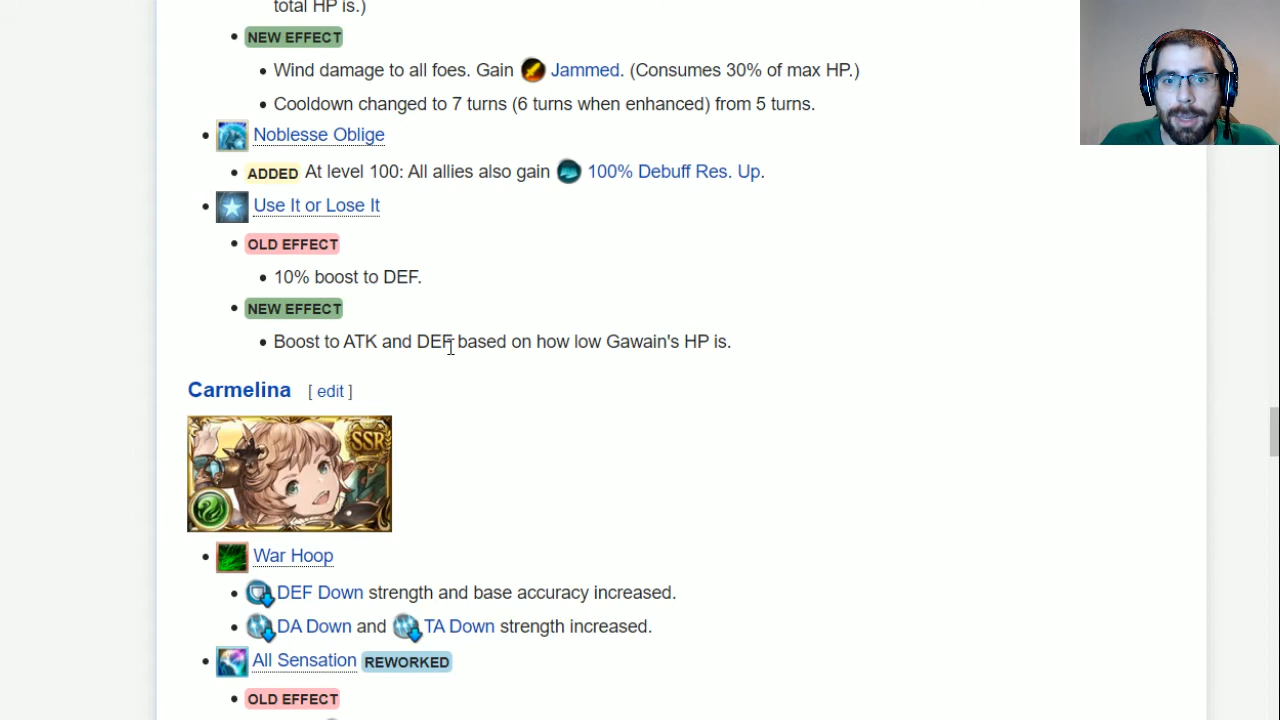 total HP is.)
NEW EFFECT
Wind damage to all foes. Gain Jammed. (Consumes 30% of max HP.)
Cooldown changed to 7 turns (6 turns when enhanced) from 5 turns.
Noblesse Oblige
ADDED At level 100: All allies also gain 100% Debuff Res. Up.
Use It or Lose It
OLD EFFECT
10% boost to DEF.
NEW EFFECT
Boost to ATK and DEF based on how low Gawain's HP is.
Carmelina [ edit ]
SSR
War Hoop
DEF Down strength and base accuracy increased.
DA Down and TA Down strength increased.
All Sensation REWORKED
OLD EFFECT